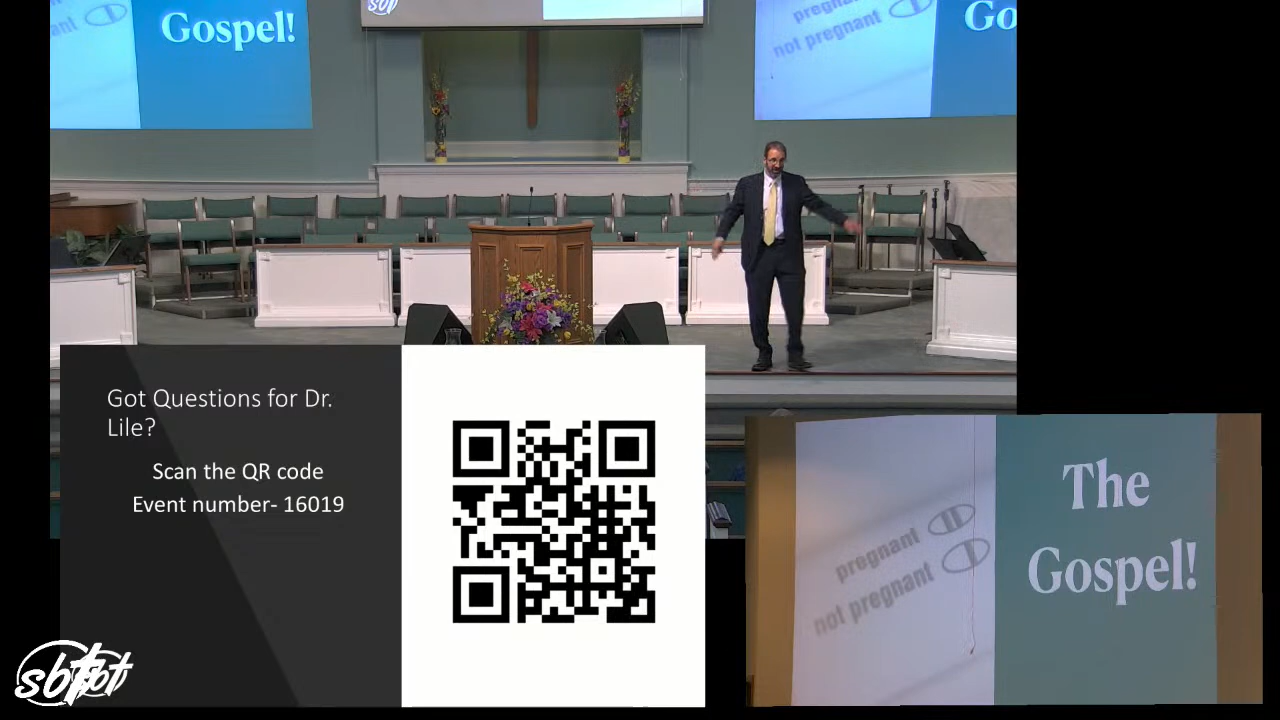 pregnant
not pregnant
Gospel!
Go
sbt
Got Questions for Dr.
Lile?
Scan the QR code
Event number- 16019
The
Gospel!
pregnant
not pregnant
sbt